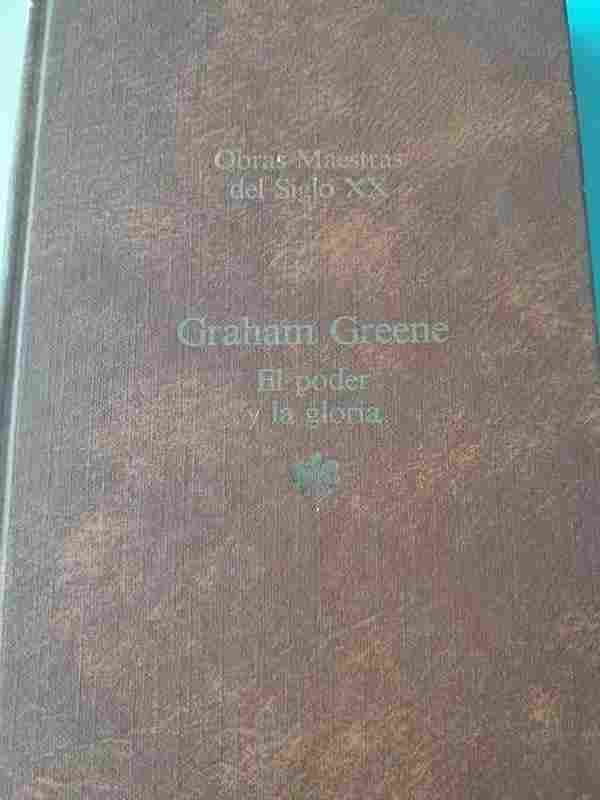 Obras Maestras
del Siglo XX
Graham Greene
El poder
y la gloria